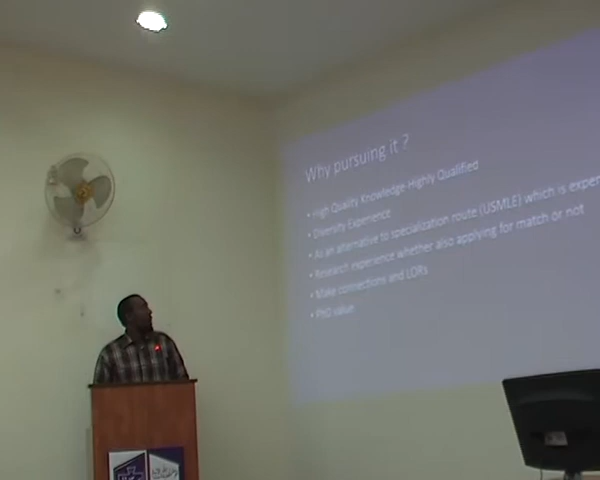 Why pursuing it ?
• High Quality Knowledge-Highly Qualified
• Diversity Experience
• As an alternative to specialization route (USMLE) which is expen
• Research experience whether also applying for match or not
• Make connections and LORs
• PhD value